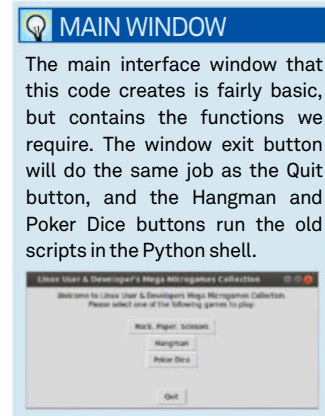 MAIN WINDOW
The main interface window that
this code creates is fairly basic,
but contains the functions we
require. The window exit button
will do the same job as the Quit
button, and the Hangman and
Poker Dice buttons run the old
scripts in the Python shell.
Linux User & Developer's Mega Microgames Collection
Welcome to Linux User & Developers Mega Microgames Collection.
Please select one of the following games to play:
Rock, Paper, Scissors
Hangman
Poker Dice
Quit